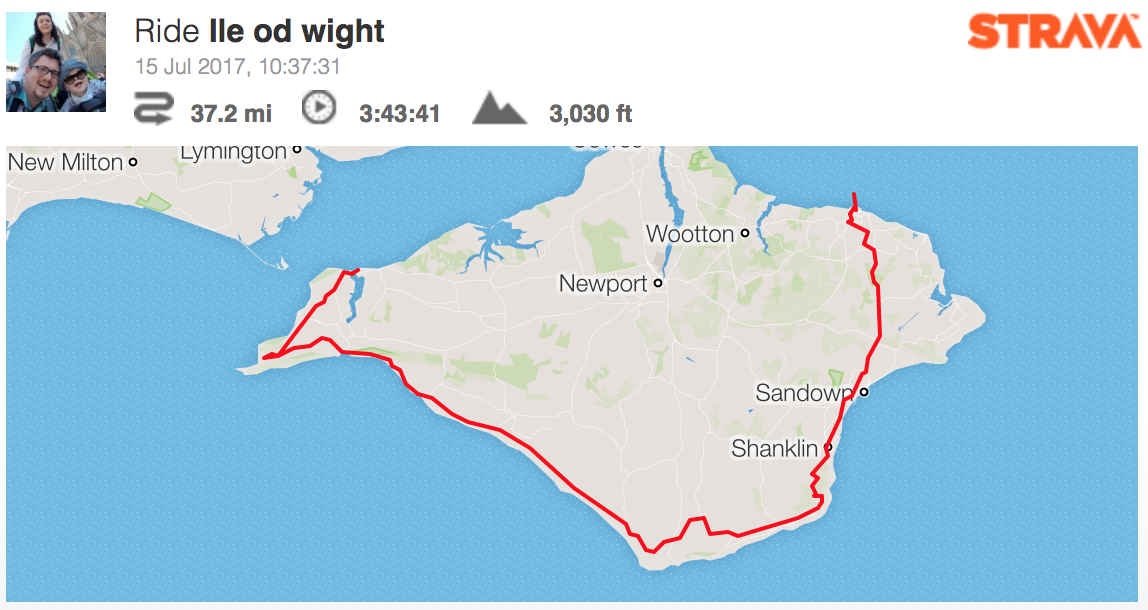 Ride Ile od wight
STRAVA
15 Jul 2017, 10:37:31
37.2 mi 3:43:41 3,030 ft
New Milton
Lymington
Wootton
Newport
Sandown
Shanklin